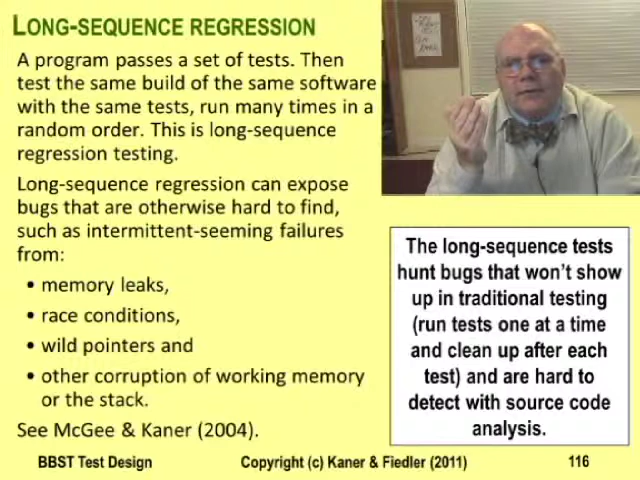 LONG-SEQUENCE REGRESSION
A program passes a set of tests. Then
test the same build of the same software
with the same tests, run many times in a
random order. This is long-sequence
regression testing.
Long-sequence regression can expose
bugs that are otherwise hard to find,
such as intermittent-seeming failures
from:
• memory leaks,
• race conditions,
• wild pointers and
• other corruption of working memory
or the stack.
See McGee & Kaner (2004).
The long-sequence tests
hunt bugs that won't show
up in traditional testing
(run tests one at a time
and clean up after each
test) and are hard to
detect with source code
analysis.
BBST Test Design
Copyright (c) Kaner & Fiedler (2011)
116